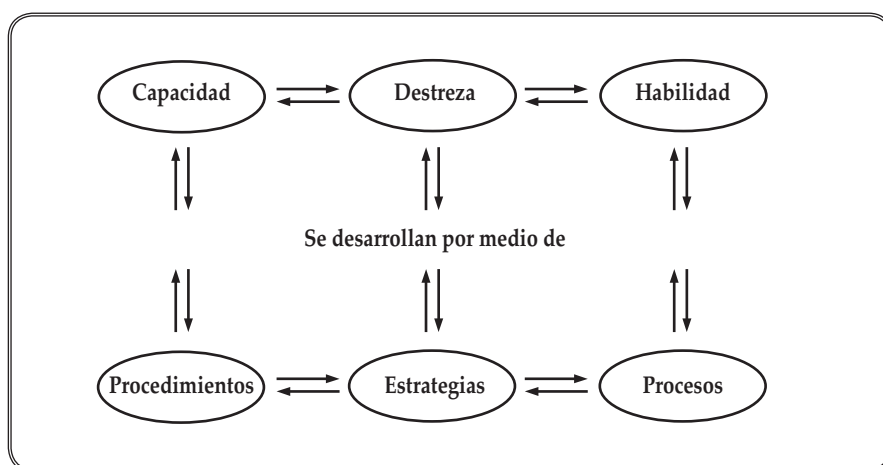 Capacidad Destreza Habilidad
Se desarrollan por medio de
Procedimientos Estrategias Procesos